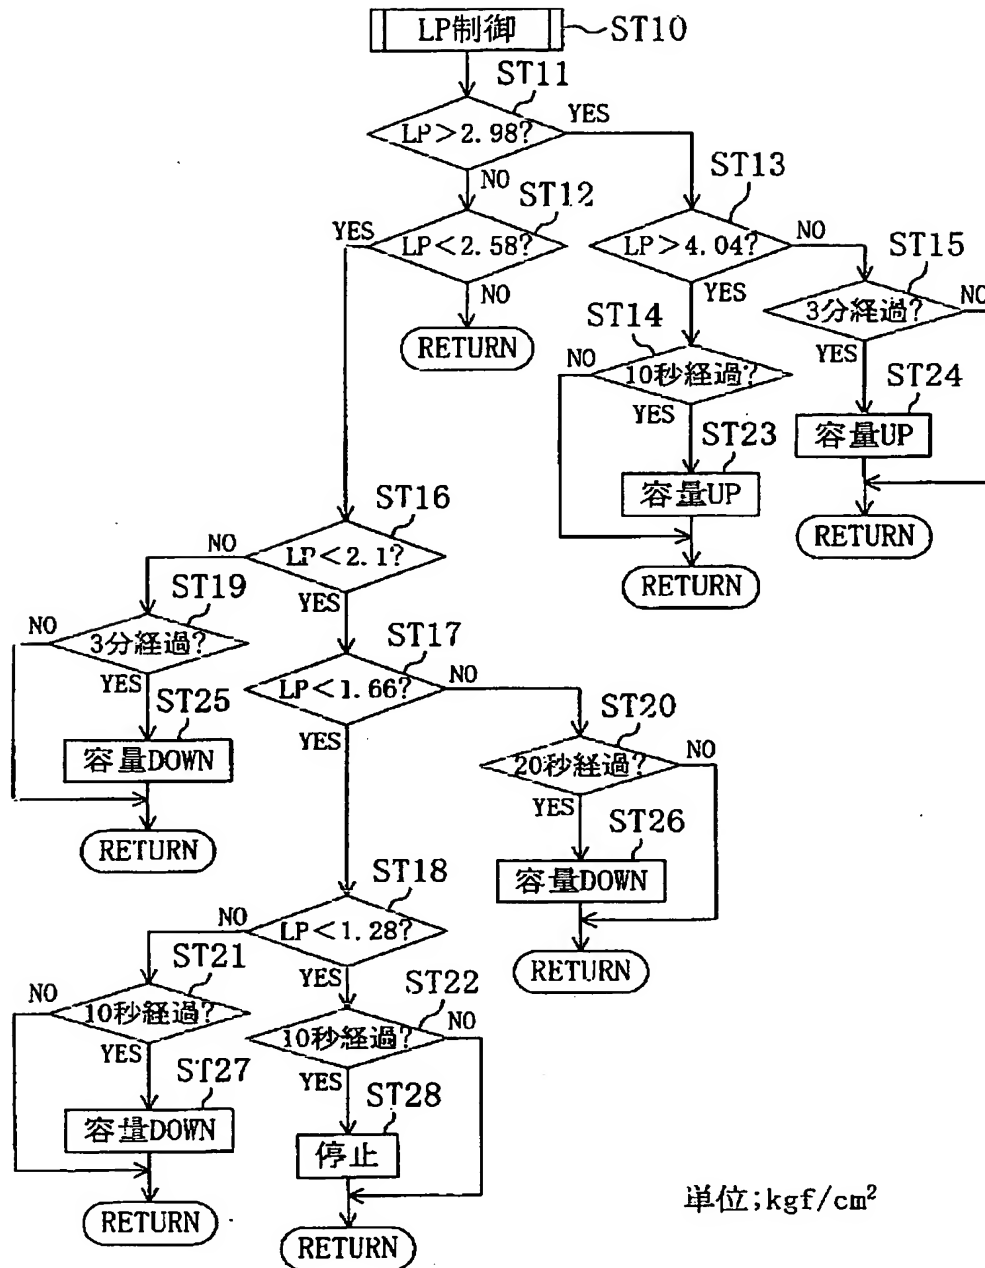 LP制御
ST10
ST11
LP>2.98?
YES
NO
ST12
YES
LP<2.58?
NO
RETURN
ST13
LP>4.04?
NO
YES
ST15
3分経過?
NO
YES
ST14
NO
10秒経過?
YES
ST24
容量UP
ST23
容量UP
RETURN
RETURN
ST16
NO
LP<2.1?
YES
ST19
NO
3分経過?
YES
ST25
容量DOWN
RETURN
ST17
LP<1.66?
NO
YES
ST20
20秒経過?
NO
YES
ST26
容量DOWN
RETURN
ST18
NO
LP<1.28?
YES
ST21
NO
10秒経過?
YES
ST27
容量DOWN
RETURN
ST22
10秒経過?
NO
YES
ST28
停止
RETURN
単位;kgf/cm²